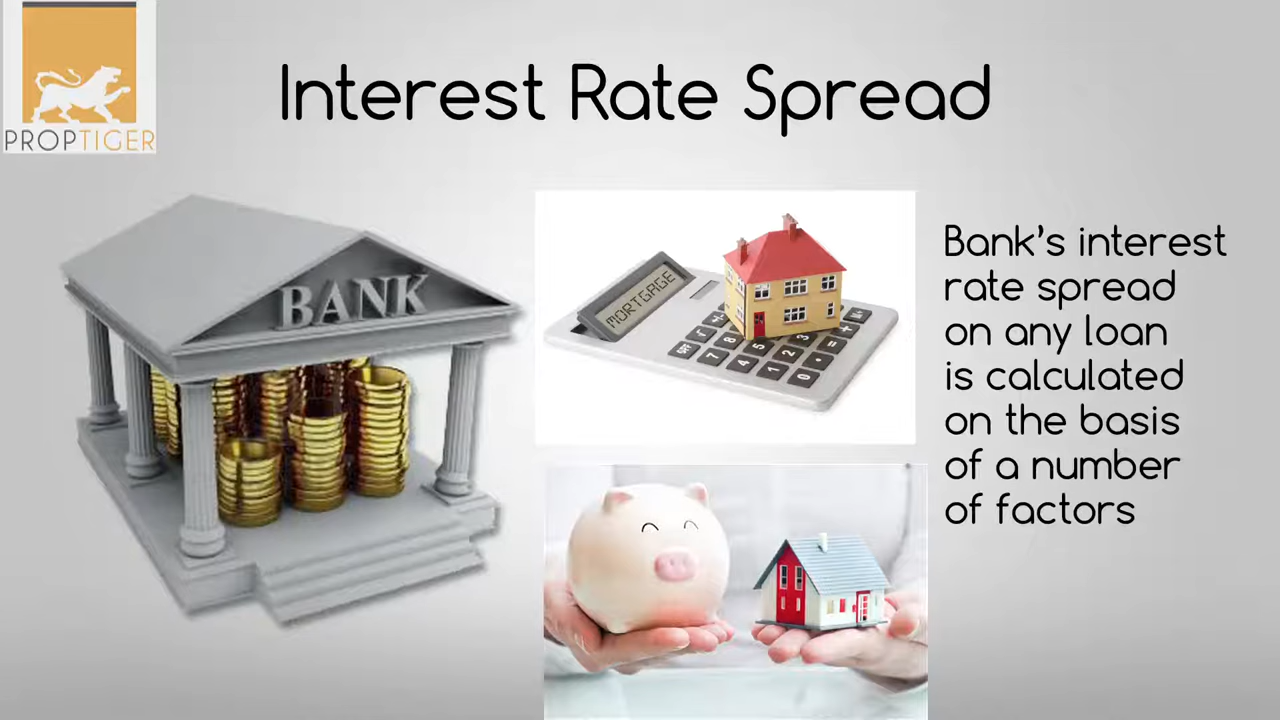 PROPTIGER
Interest Rate Spread
BANK
MORTGAGE
Bank's interest
rate spread
on any loan
is calculated
on the basis
of a number
of factors